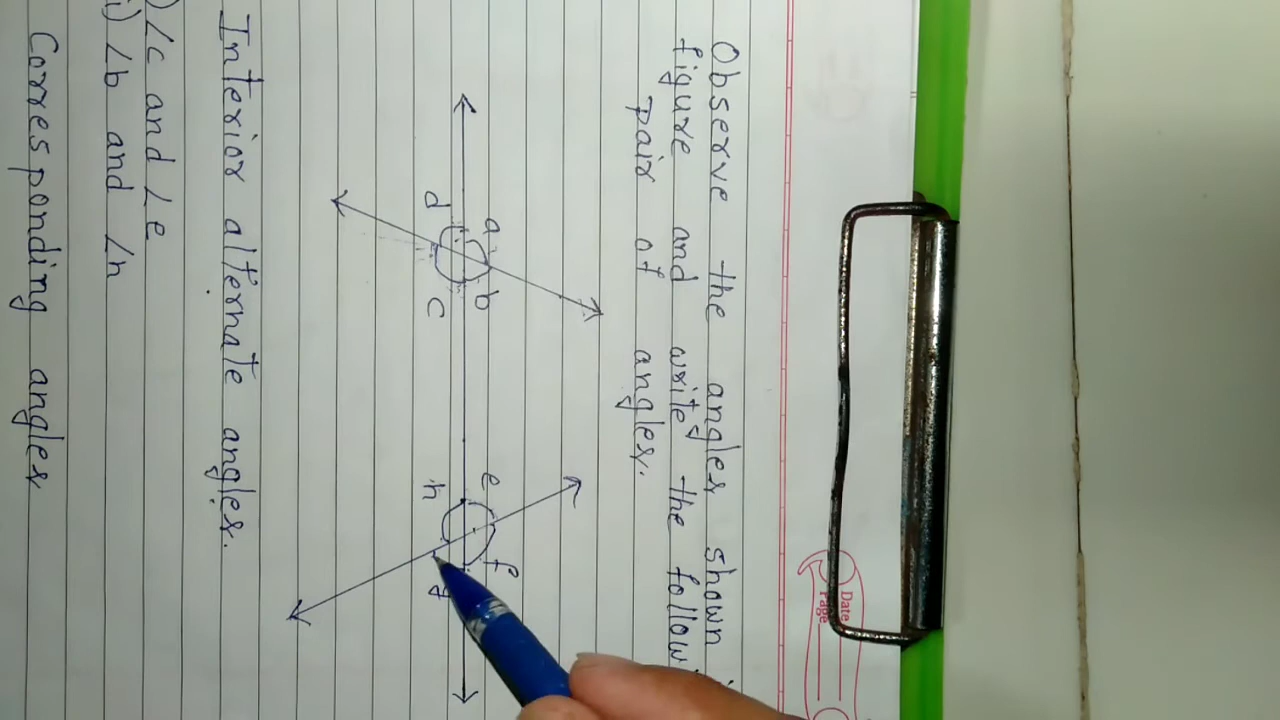 Date
Page
Observe the angles shown
figure and write the follow
pair of angles.
a
b
d
c
e
f
h
g
Interior alternate angles.
) ∠c and ∠e
i) ∠b and ∠h
Corresponding angles